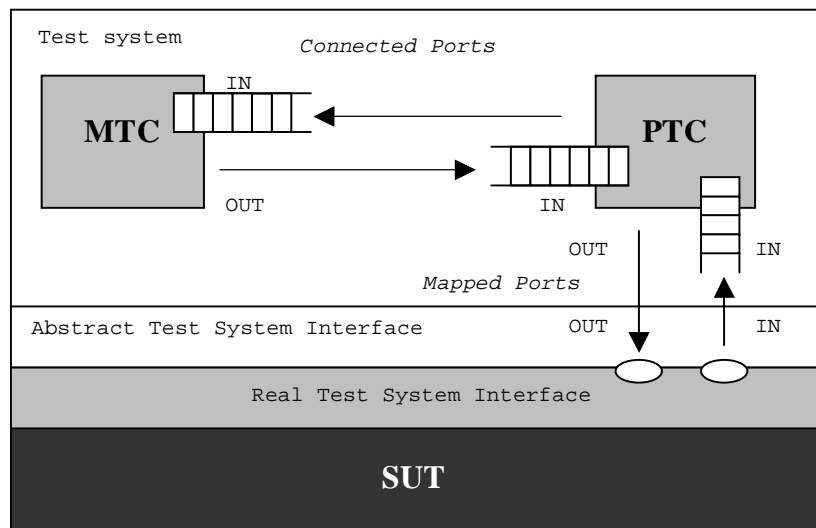 Test system
Connected Ports
IN
MTC
PTC
OUT
IN
OUT
IN
Mapped Ports
Abstract Test System Interface
OUT
IN
Real Test System Interface
SUT